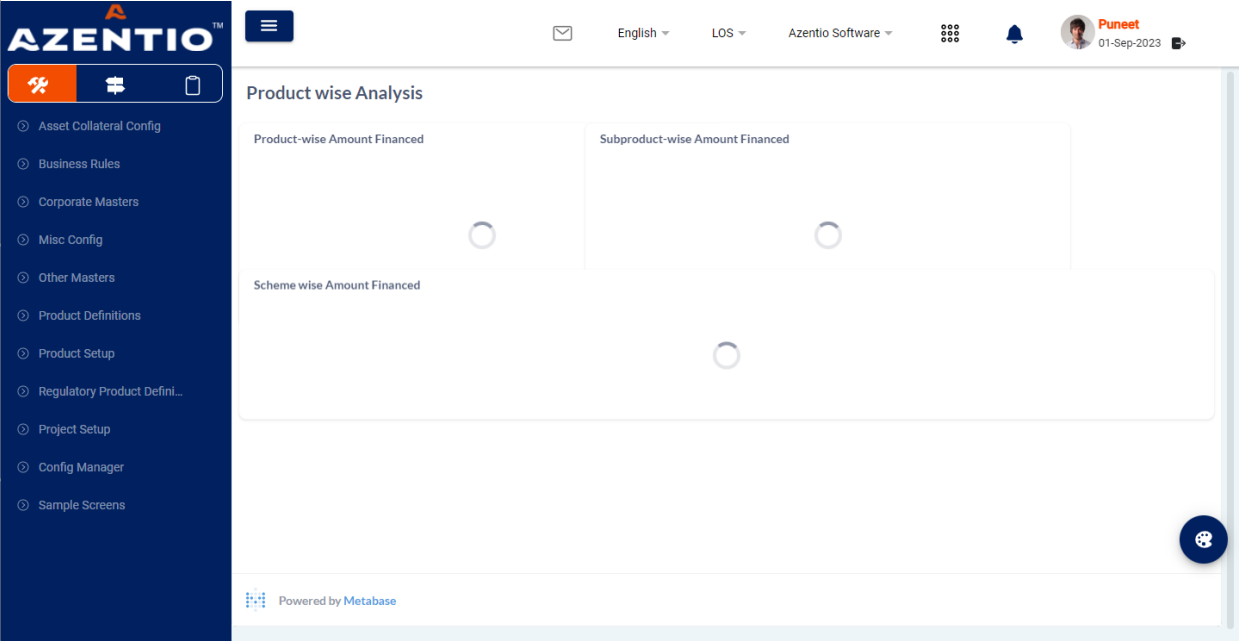 AZENTIO™
English
LOS
Azentio Software
Puneet
01-Sep-2023
Asset Collateral Config
Business Rules
Corporate Masters
Misc Config
Other Masters
Product Definitions
Product Setup
Regulatory Product Defini...
Project Setup
Config Manager
Sample Screens
Product wise Analysis
Product-wise Amount Financed
Subproduct-wise Amount Financed
Scheme wise Amount Financed
Powered by Metabase